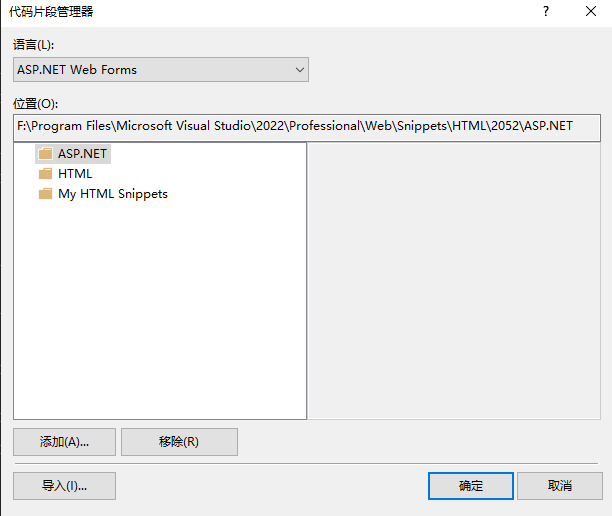 代码片段管理器
?
语言(L):
ASP.NET Web Forms
位置(O):
F:\Program Files\Microsoft Visual Studio\2022\Professional\Web\Snippets\HTML\2052\ASP.NET
ASP.NET
HTML
My HTML Snippets
添加(A)...
移除(R)
导入(I)...
确定
取消